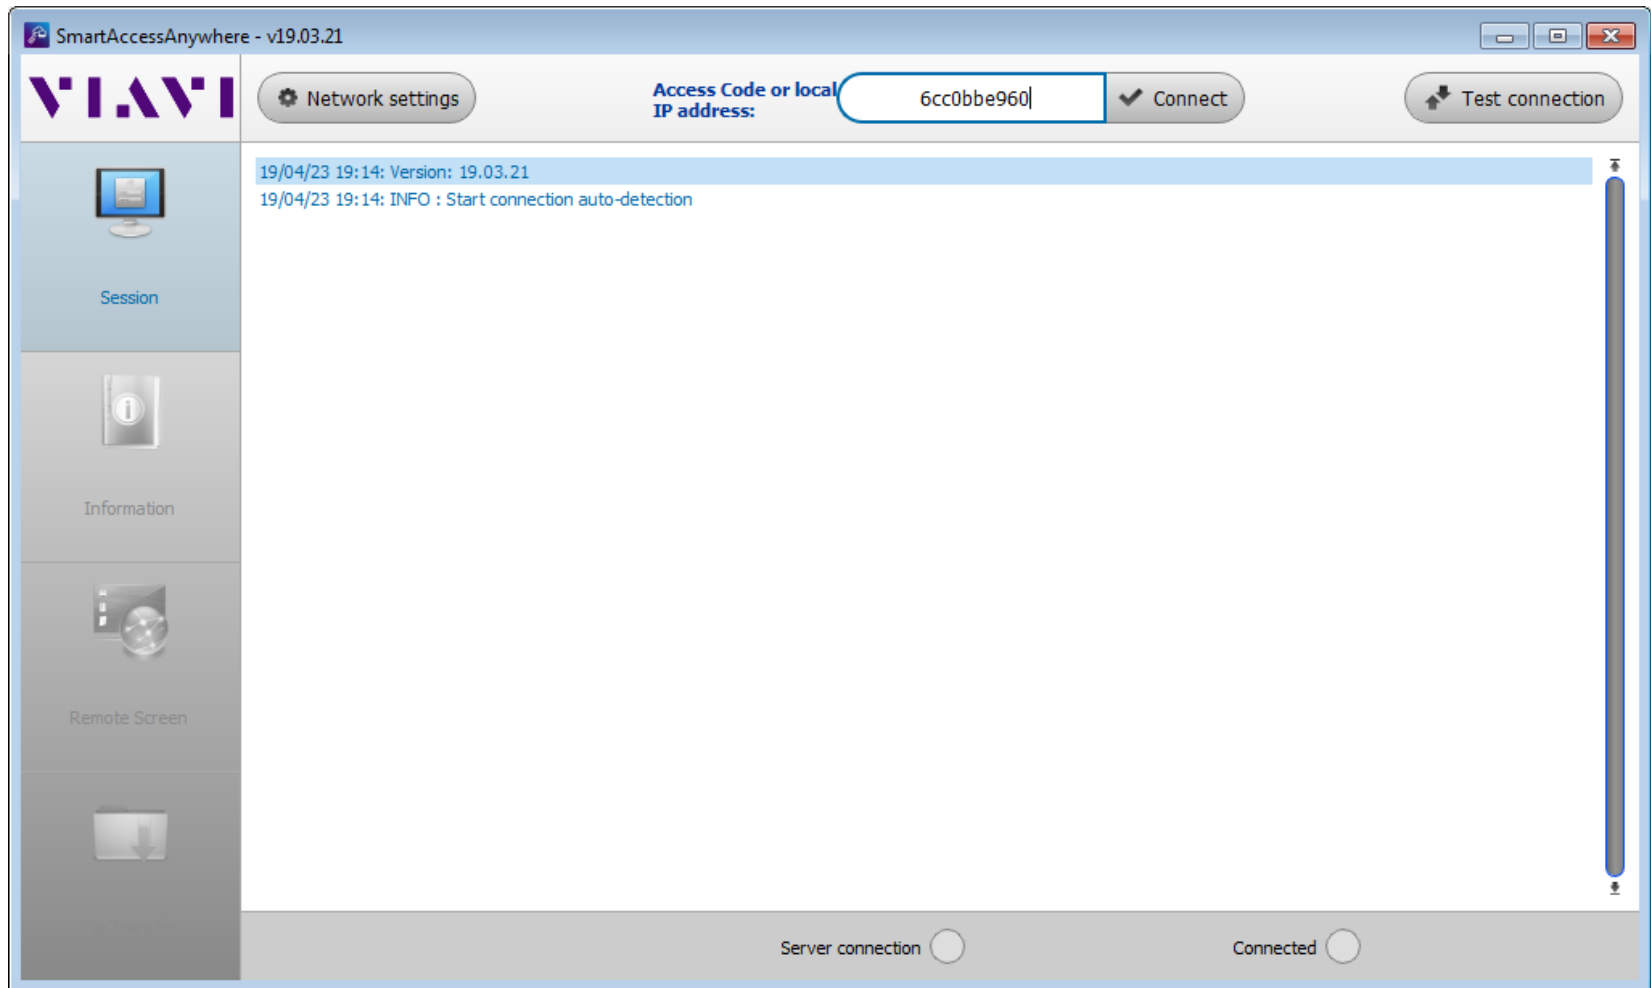 SmartAccessAnywhere - v19.03.21
VIAVI
Network settings
Access Code or local
IP address:
6cc0bbe960
Connect
Test connection
19/04/23 19:14: Version: 19.03.21
19/04/23 19:14: INFO : Start connection auto-detection
Session
Information
Remote Screen
File Transfer
Server connection
Connected